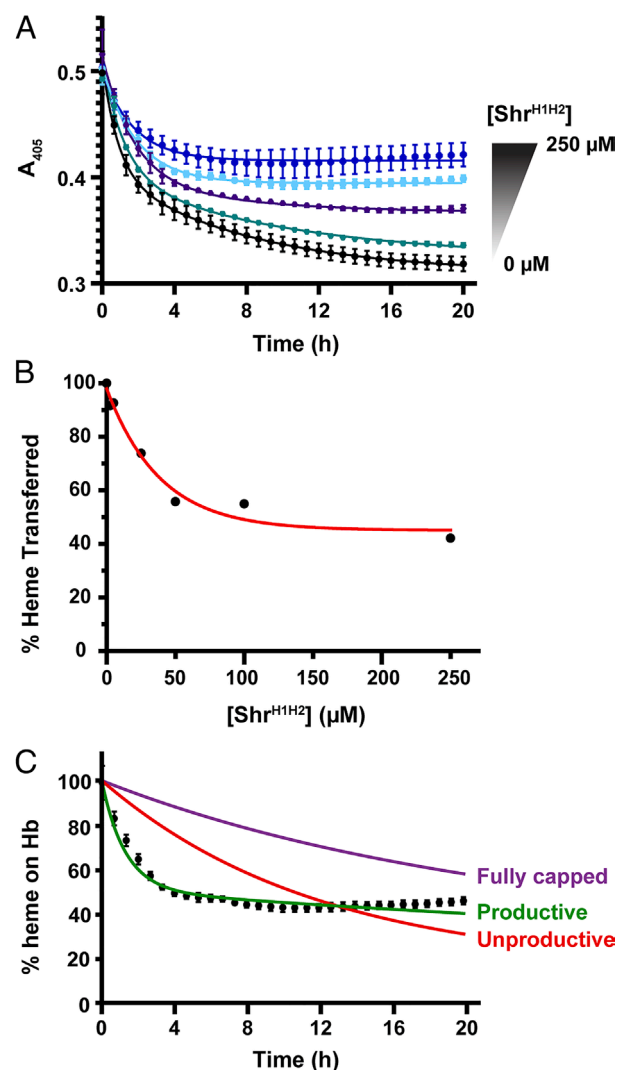 A
0.5
0.4
0.3
A405
0 4 8 12 16 20
Time (h)
[ShrH1H2]
250 µM
0 µM
B
100
80
60
40
20
0
% Heme Transferred
0 50 100 150 200 250
[ShrH1H2] (µM)
C
100
80
60
40
20
0
% heme on Hb
Fully capped
Productive
Unproductive
0 4 8 12 16 20
Time (h)